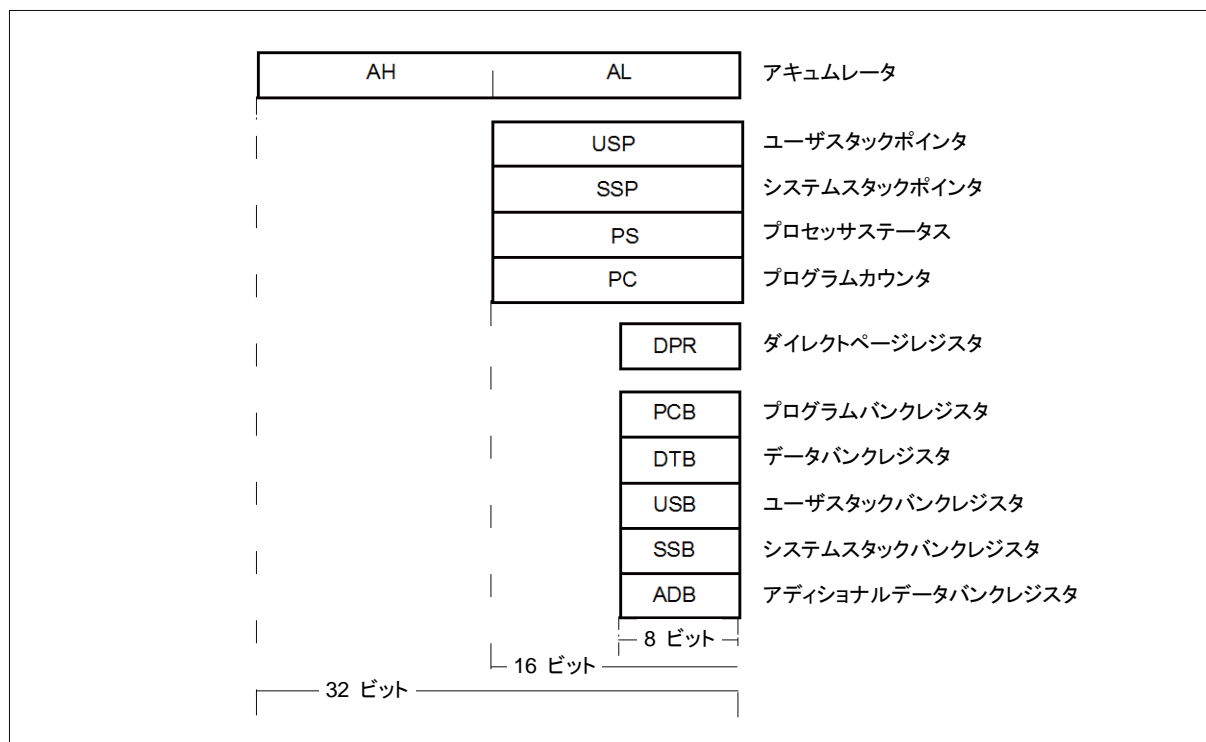 AH AL アキュムレータ
USP ユーザスタックポインタ
SSP システムスタックポインタ
PS プロセッサステータス
PC プログラムカウンタ
DPR ダイレクトページレジスタ
PCB プログラムバンクレジスタ
DTB データバンクレジスタ
USB ユーザスタックバンクレジスタ
SSB システムスタックバンクレジスタ
ADB アディショナルデータバンクレジスタ
8 ビット
16 ビット
32 ビット